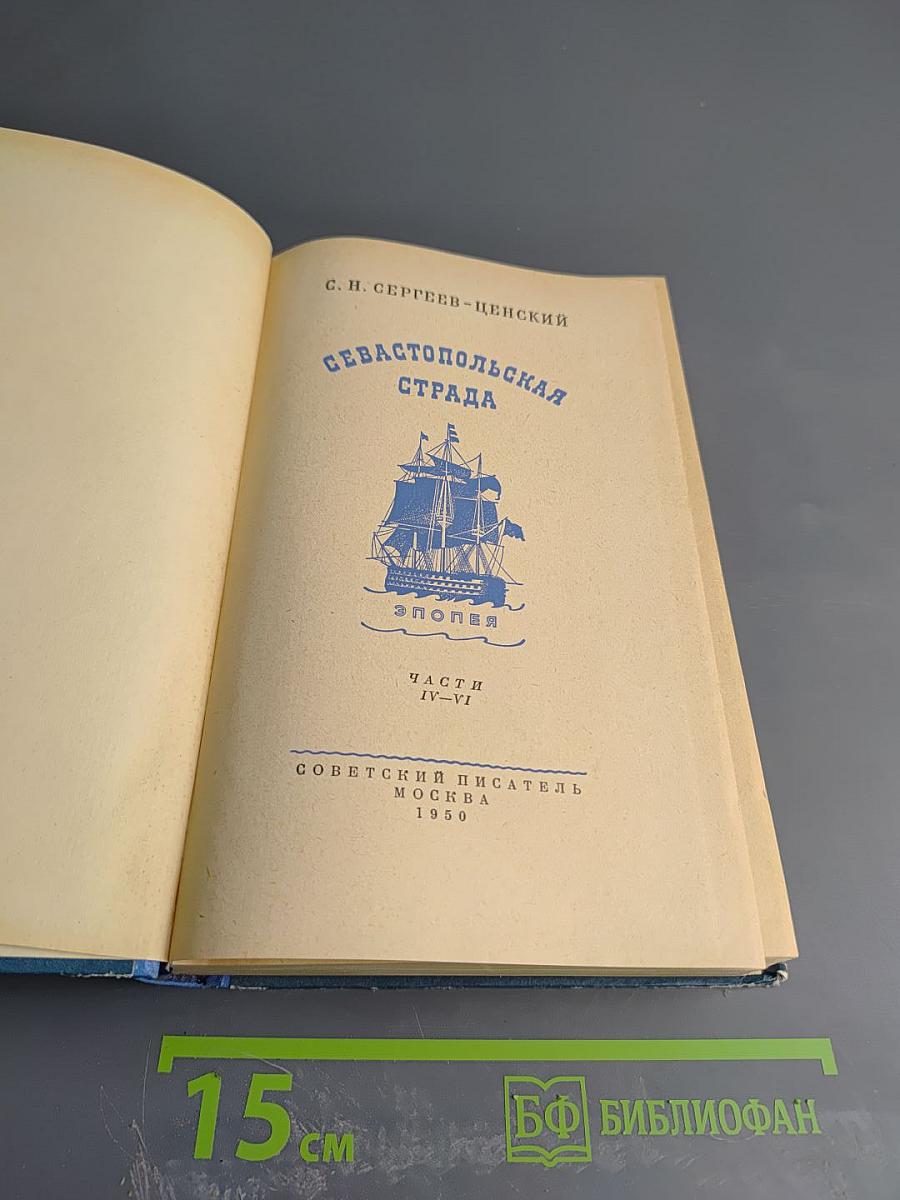 С. Н. СЕРГЕЕВ-ЦЕНСКИЙ
СЕВАСТОПОЛЬСКАЯ
СТРАДА
ЭПОПЕЯ
ЧАСТИ
IV—VI
СОВЕТСКИЙ ПИСАТЕЛЬ
МОСКВА
1950
15 см
БФ БИБЛИОФАН